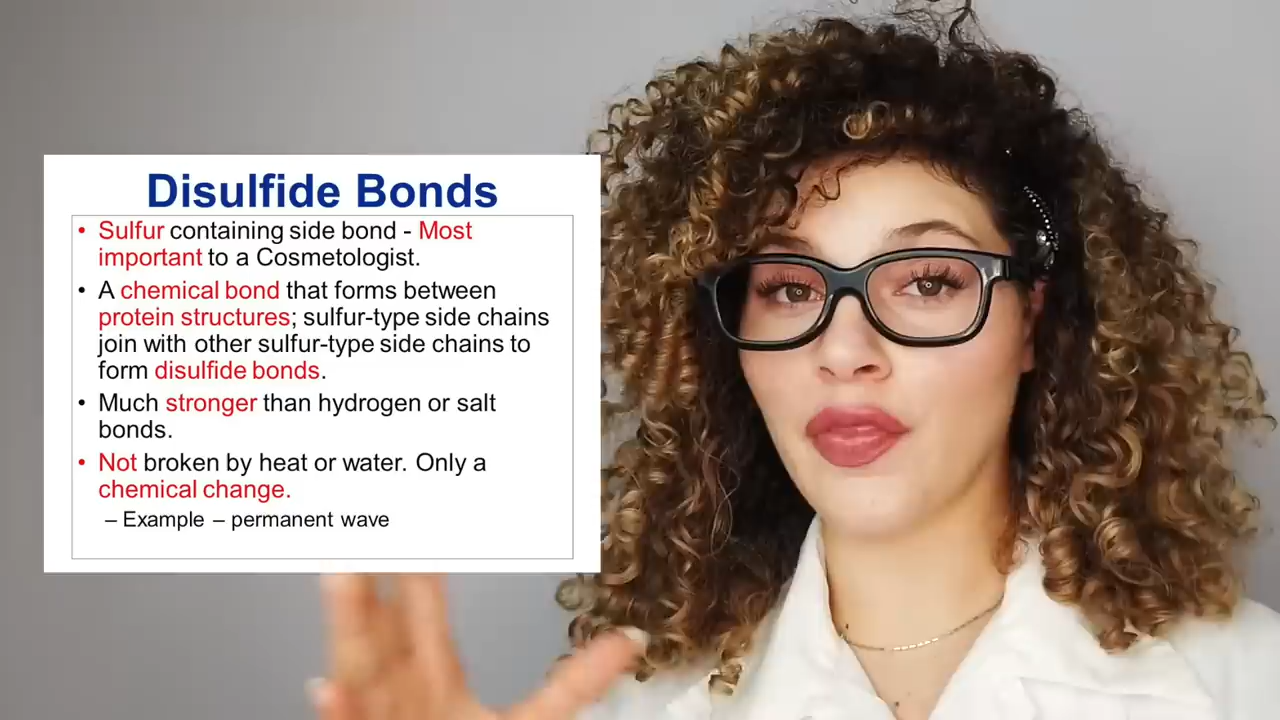 Disulfide Bonds
• Sulfur containing side bond - Most
important to a Cosmetologist.
• A chemical bond that forms between
protein structures; sulfur-type side chains
join with other sulfur-type side chains to
form disulfide bonds.
• Much stronger than hydrogen or salt
bonds.
• Not broken by heat or water. Only a
chemical change.
– Example – permanent wave